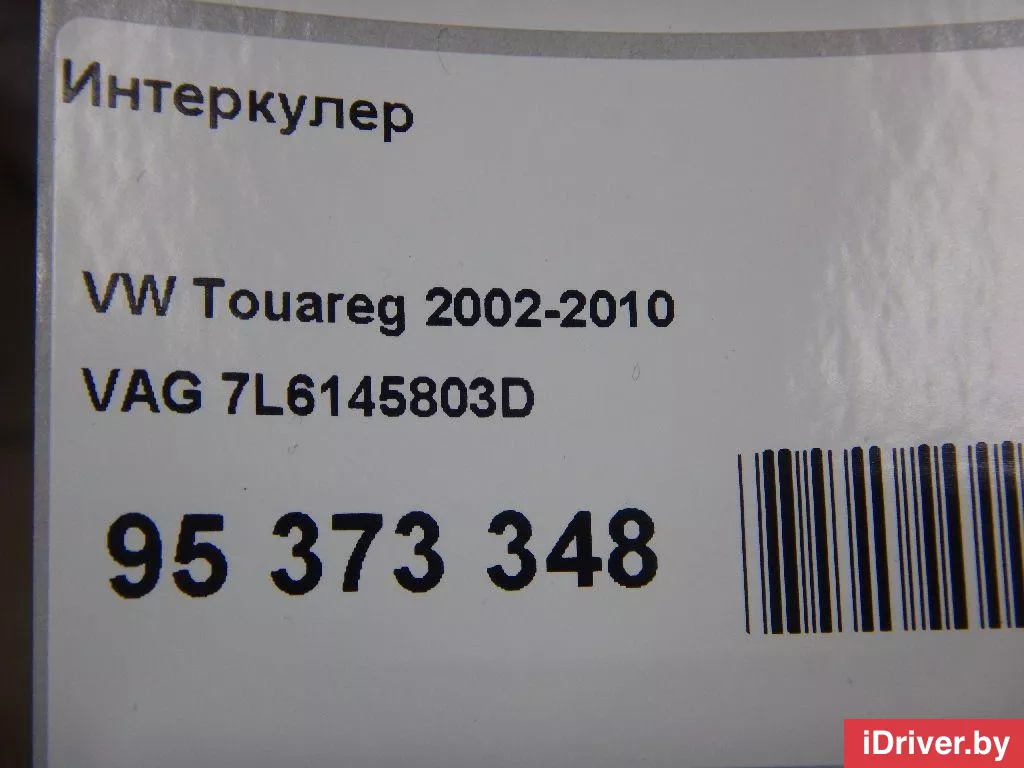 Интеркулер
VW Touareg 2002-2010
VAG 7L6145803D
95 373 348
iDriver.by